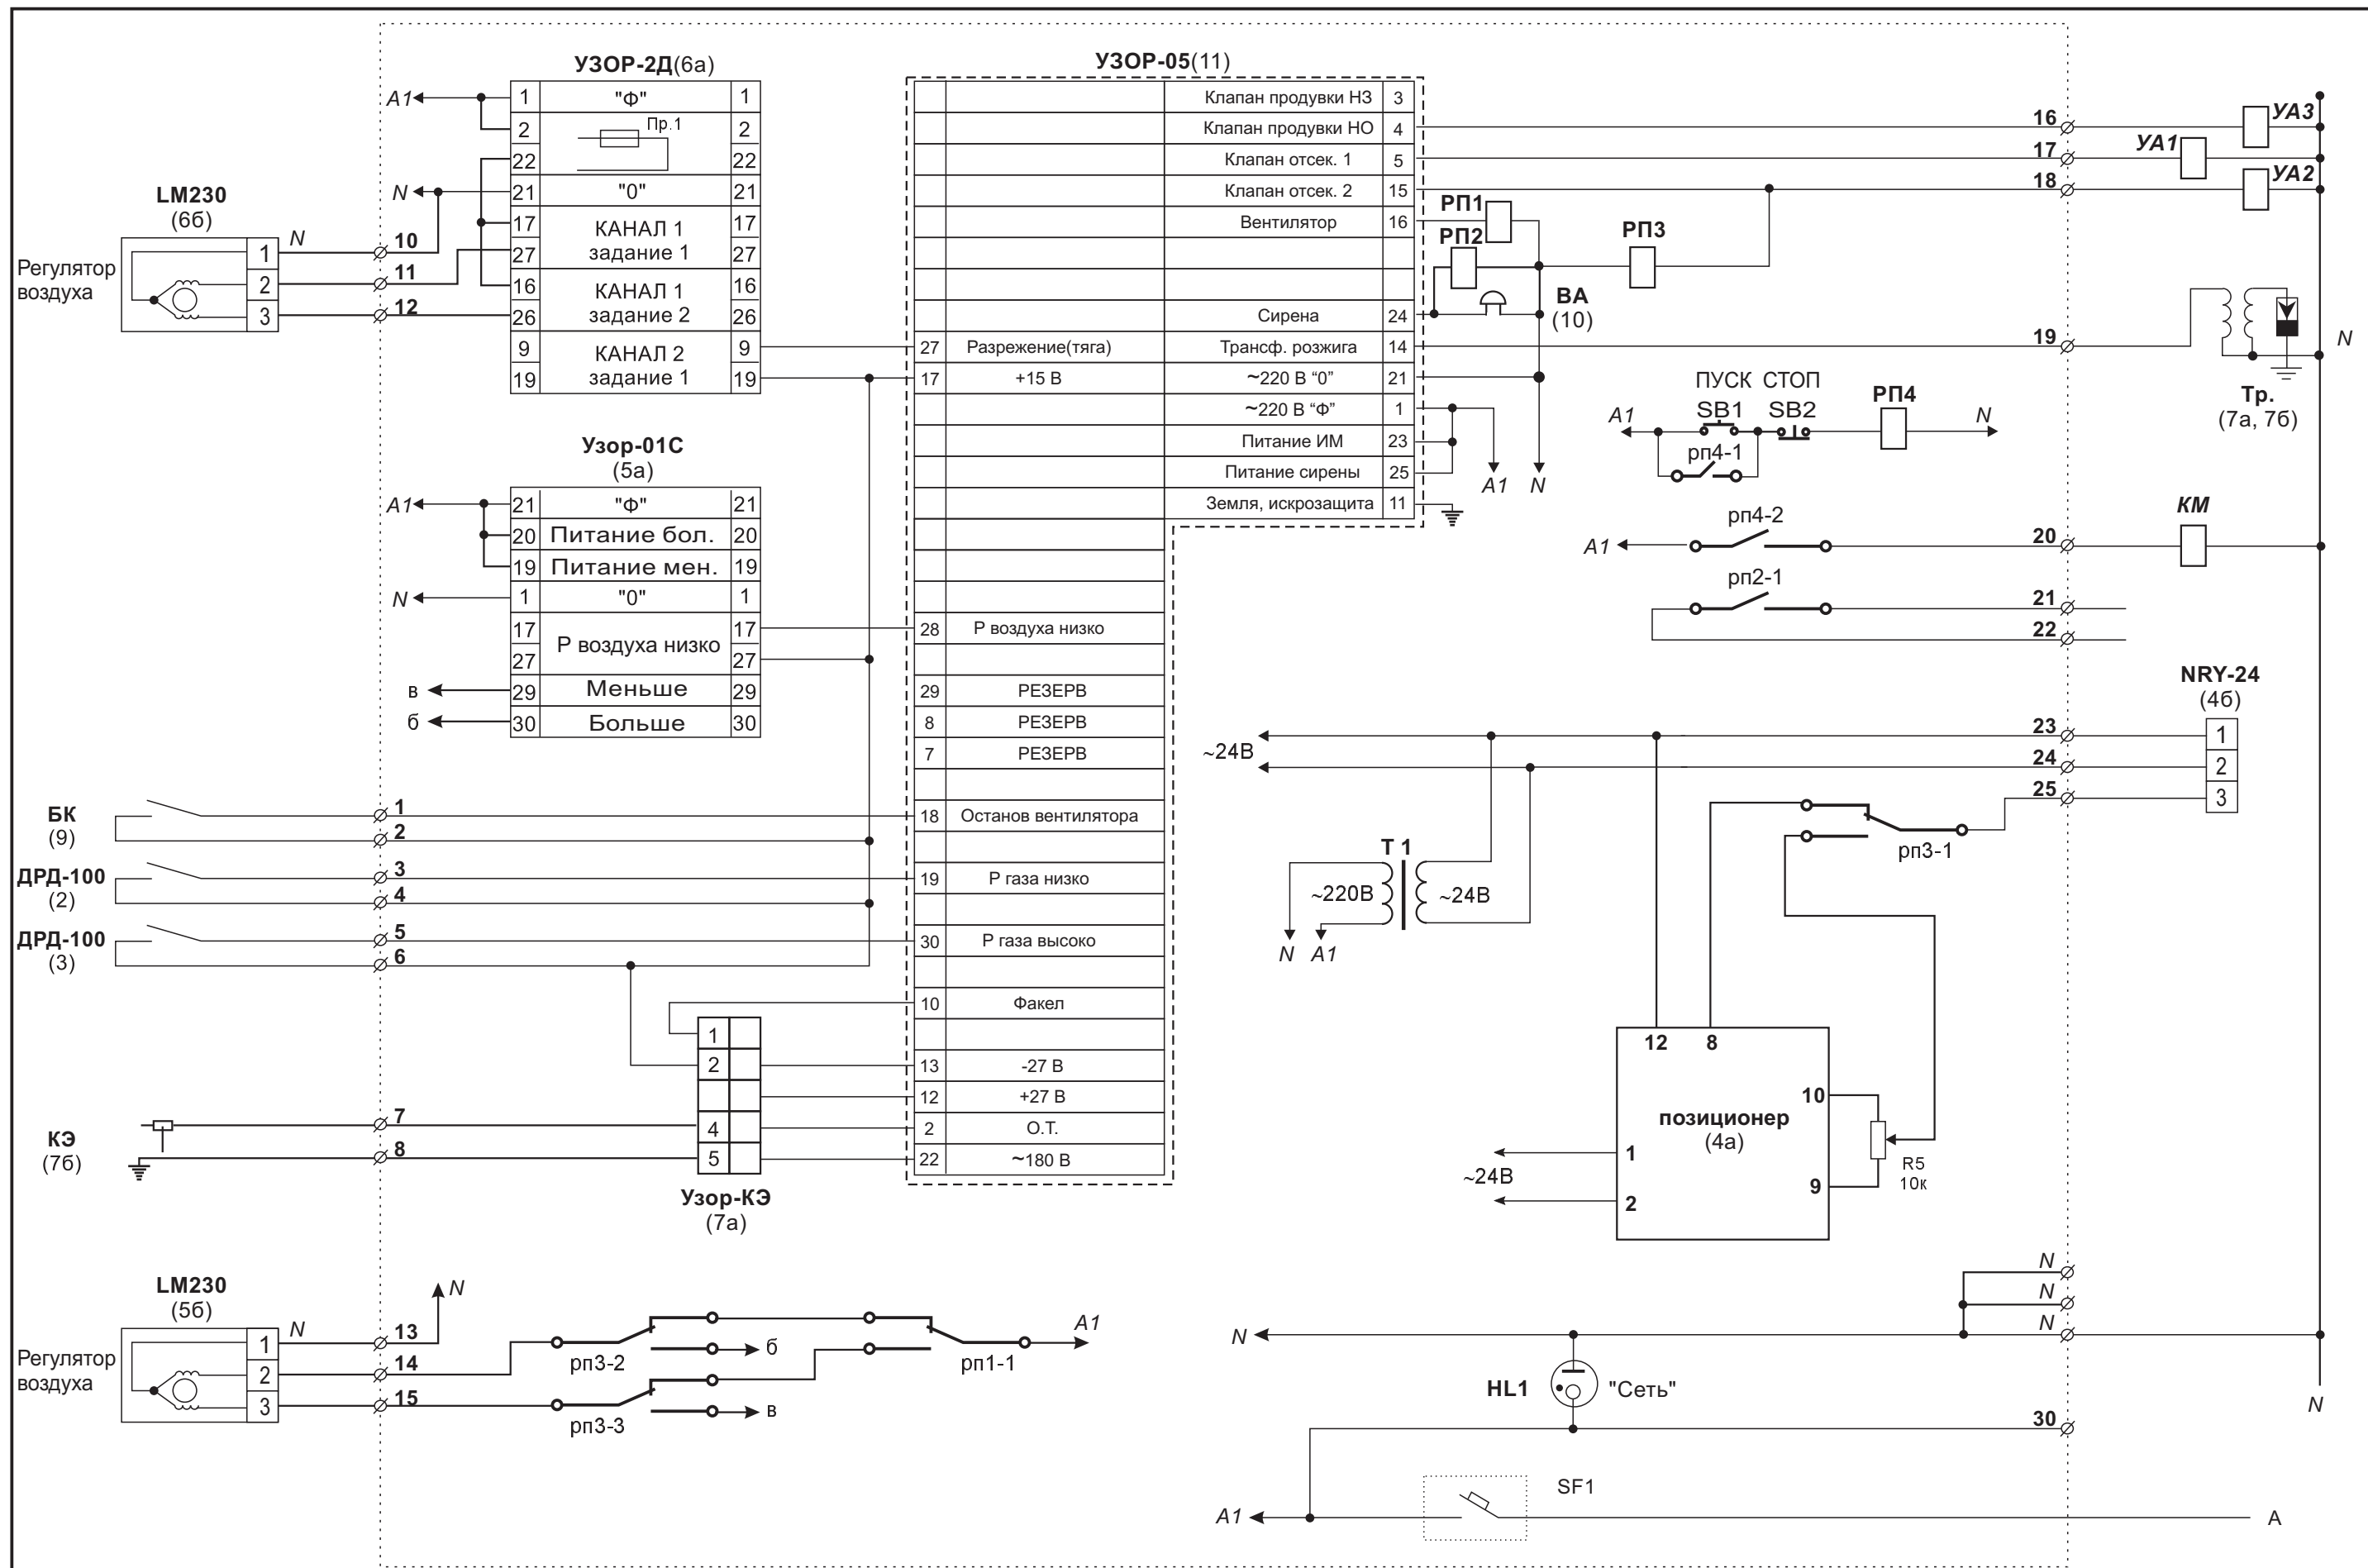 УЗОР-2Д(6а)
A1
1 "Ф" 1
2 Пр.1 2
22 22
N 21 "0" 21
17 КАНАЛ 1 17
27 задание 1 27
16 КАНАЛ 1 16
26 задание 2 26
9 КАНАЛ 2 9
19 задание 1 19
LM230
(6б)
Регулятор
воздуха
1 N 10
2 11
3 12
Узор-01С
(5а)
A1
21 "Ф" 21
20 Питание бол. 20
19 Питание мен. 19
N 1 "0" 1
17 17
Р воздуха низко
27 27
в 29 Меньше 29
б 30 Больше 30
БК
(9)
1
2
ДРД-100
(2)
3
4
ДРД-100
(3)
5
6
КЭ
(7б)
7
8
1
2
4
5
Узор-КЭ
(7а)
LM230
(5б)
Регулятор
воздуха
1 N 13 N
2 14
3 15
рп3-2
б
рп3-3
в
рп1-1
A1
УЗОР-05(11)
Клапан продувки НЗ 3
Клапан продувки НО 4
Клапан отсек. 1 5
Клапан отсек. 2 15
Вентилятор 16
Сирена 24
27 Разрежение(тяга) Трансф. розжига 14
17 +15 В ~220 В “0” 21
~220 В “Ф” 1
Питание ИМ 23
Питание сирены 25
Земля, искрозащита 11
28 Р воздуха низко
29 РЕЗЕРВ
8 РЕЗЕРВ
7 РЕЗЕРВ
18 Останов вентилятора
19 Р газа низко
30 Р газа высоко
10 Факел
13 -27 В
12 +27 В
2 О.Т.
22 ~180 В
РП1
РП2
РП3
ВА
(10)
A1 N
16 УА3
17 УА1
18 УА2
19
N
Тр.
(7а, 7б)
ПУСК СТОП
SB1 SB2 РП4
A1 N
рп4-1
рп4-2
A1
20 КМ
рп2-1
21
22
NRY-24
(4б)
~24В
23 1
24 2
25 3
рп3-1
Т 1
~220В ~24В
N A1
12 8
10
позиционер
(4а)
1
~24В
2
9
R5
10к
N
N
N N
HL1 "Сеть"
N
30
SF1
A1 A